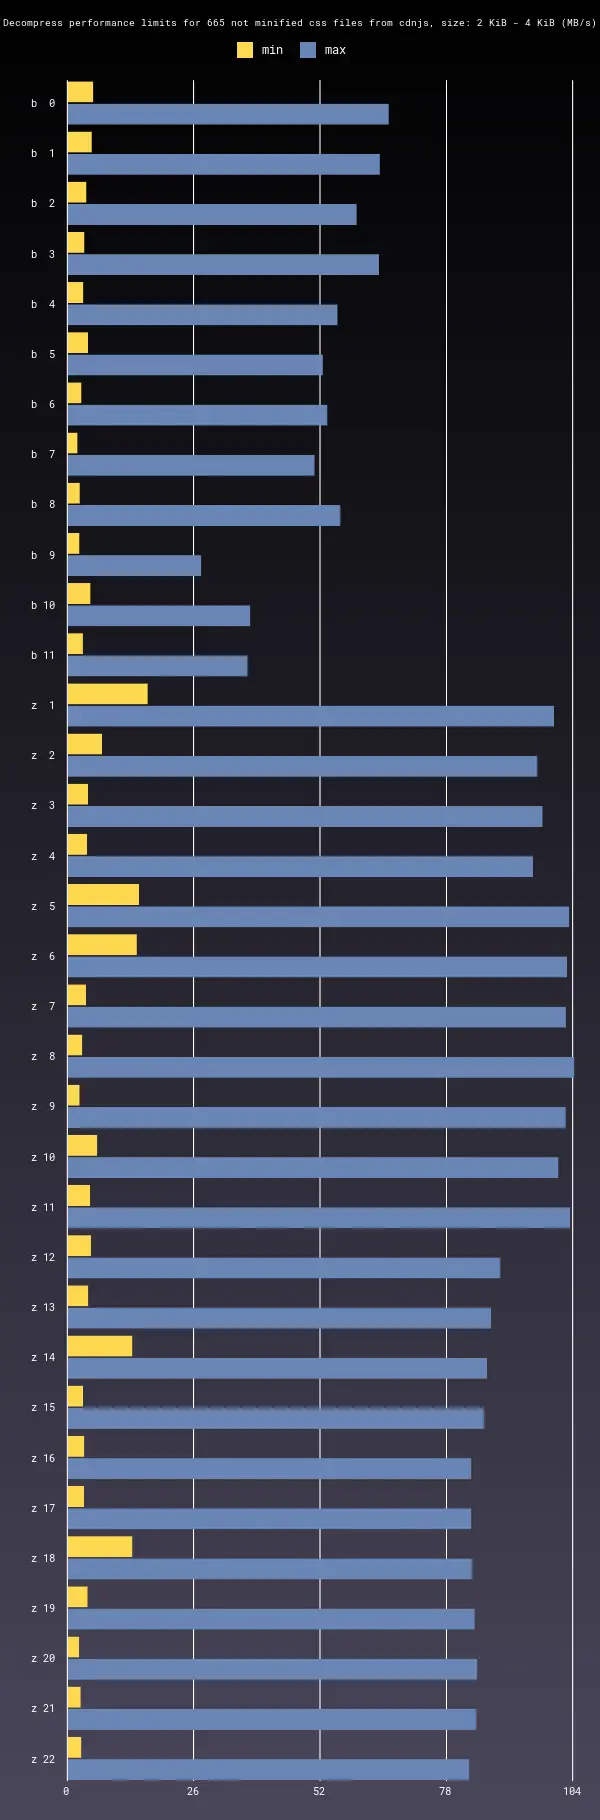 Decompress performance limits for 665 not minified css files from cdnjs, size: 2 KiB - 4 KiB (MB/s)
min max
b 0
b 1
b 2
b 3
b 4
b 5
b 6
b 7
b 8
b 9
b 10
b 11
z 1
z 2
z 3
z 4
z 5
z 6
z 7
z 8
z 9
z 10
z 11
z 12
z 13
z 14
z 15
z 16
z 17
z 18
z 19
z 20
z 21
z 22
0 26 52 78 104